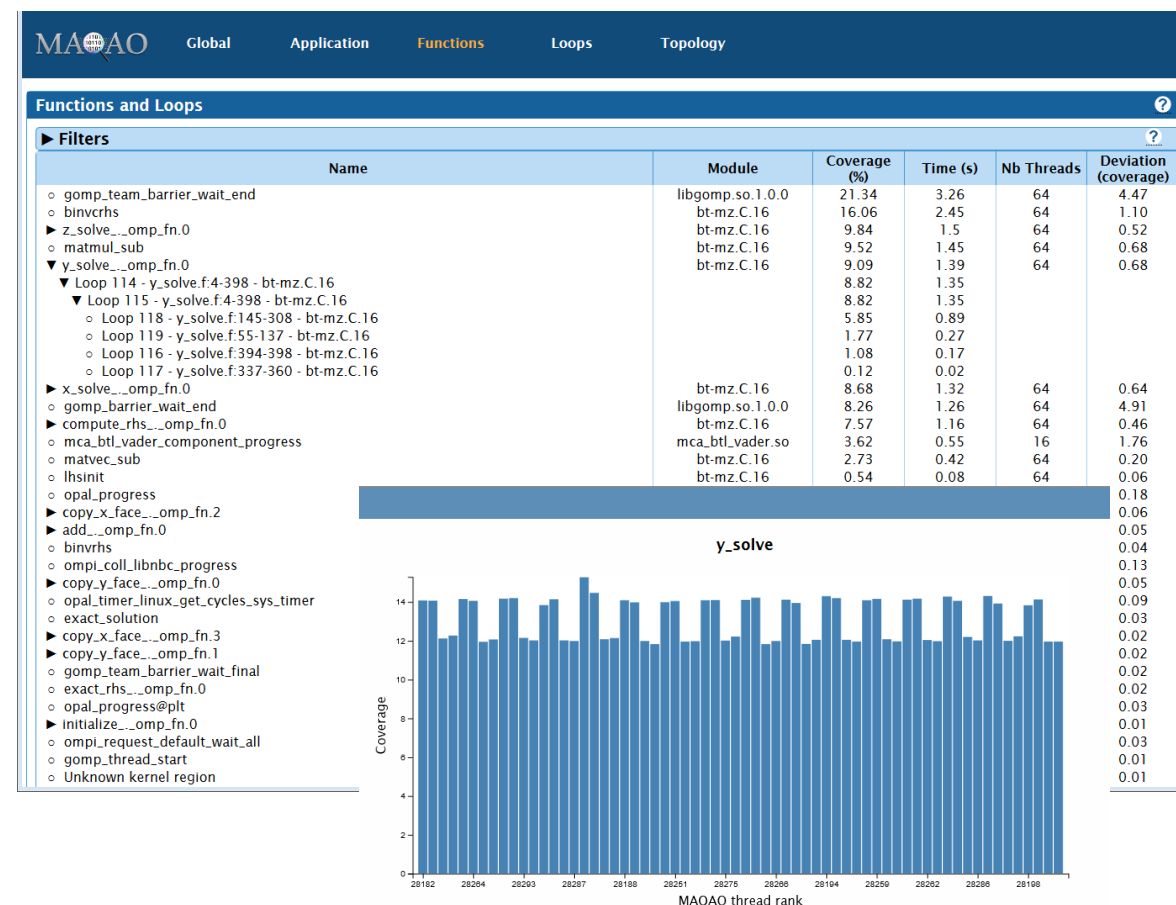 MAQAO Global Application Functions Loops Topology
Functions and Loops ?
▶ Filters ?
Name Module Coverage (%) Time (s) Nb Threads Deviation (coverage)
○ gomp_team_barrier_wait_end libgomp.so.1.0.0 21.34 3.26 64 4.47
○ binvcrhs bt-mz.C.16 16.06 2.45 64 1.10
▶ z_solve_._omp_fn.0 bt-mz.C.16 9.84 1.5 64 0.52
○ matmul_sub bt-mz.C.16 9.52 1.45 64 0.68
▼ y_solve_._omp_fn.0 bt-mz.C.16 9.09 1.39 64 0.68
▼ Loop 114 - y_solve.f:4-398 - bt-mz.C.16 8.82 1.35
▼ Loop 115 - y_solve.f:4-398 - bt-mz.C.16 8.82 1.35
○ Loop 118 - y_solve.f:145-308 - bt-mz.C.16 5.85 0.89
○ Loop 119 - y_solve.f:55-137 - bt-mz.C.16 1.77 0.27
○ Loop 116 - y_solve.f:394-398 - bt-mz.C.16 1.08 0.17
○ Loop 117 - y_solve.f:337-360 - bt-mz.C.16 0.12 0.02
▶ x_solve_._omp_fn.0 bt-mz.C.16 8.68 1.32 64 0.64
○ gomp_barrier_wait_end libgomp.so.1.0.0 8.26 1.26 64 4.91
▶ compute_rhs_._omp_fn.0 bt-mz.C.16 7.57 1.16 64 0.46
○ mca_btl_vader_component_progress mca_btl_vader.so 3.62 0.55 16 1.76
○ matvec_sub bt-mz.C.16 2.73 0.42 64 0.20
○ lhsinit bt-mz.C.16 0.54 0.08 64 0.06
○ opal_progress 0.18
▶ copy_x_face_._omp_fn.2 0.06
▶ add_._omp_fn.0 0.05
○ binvrhs 0.04
○ ompi_coll_libnbc_progress 0.13
▶ copy_y_face_._omp_fn.0 0.05
○ opal_timer_linux_get_cycles_sys_timer 0.09
○ exact_solution 0.03
▶ copy_x_face_._omp_fn.3 0.02
▶ copy_y_face_._omp_fn.1 0.02
○ gomp_team_barrier_wait_final 0.02
○ exact_rhs_._omp_fn.0 0.02
○ opal_progress@plt 0.03
▶ initialize_._omp_fn.0 0.01
○ ompi_request_default_wait_all 0.03
○ gomp_thread_start 0.01
○ Unknown kernel region 0.01
y_solve
14
12
10
8
6
4
2
0
Coverage
28182 28264 28293 28287 28188 28251 28275 28266 28194 28259 28262 28286 28198
MAQAO thread rank